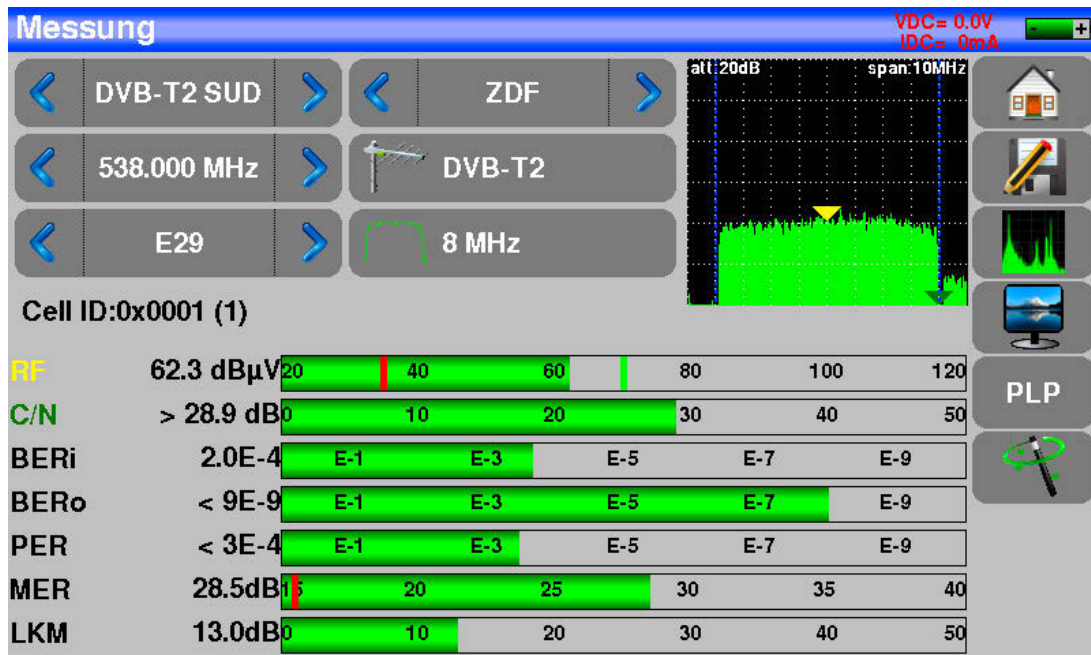 Messung
VDC= 0.0V
IDC= 0mA
- +
DVB-T2 SUD
ZDF
att:20dB span:10MHz
538.000 MHz
DVB-T2
E29
8 MHz
Cell ID:0x0001 (1)
RF 62.3 dBµV 20 40 60 80 100 120
PLP
C/N > 28.9 dB 0 10 20 30 40 50
BERi 2.0E-4 E-1 E-3 E-5 E-7 E-9
BERo < 9E-9 E-1 E-3 E-5 E-7 E-9
PER < 3E-4 E-1 E-3 E-5 E-7 E-9
MER 28.5dB 15 20 25 30 35 40
LKM 13.0dB 0 10 20 30 40 50